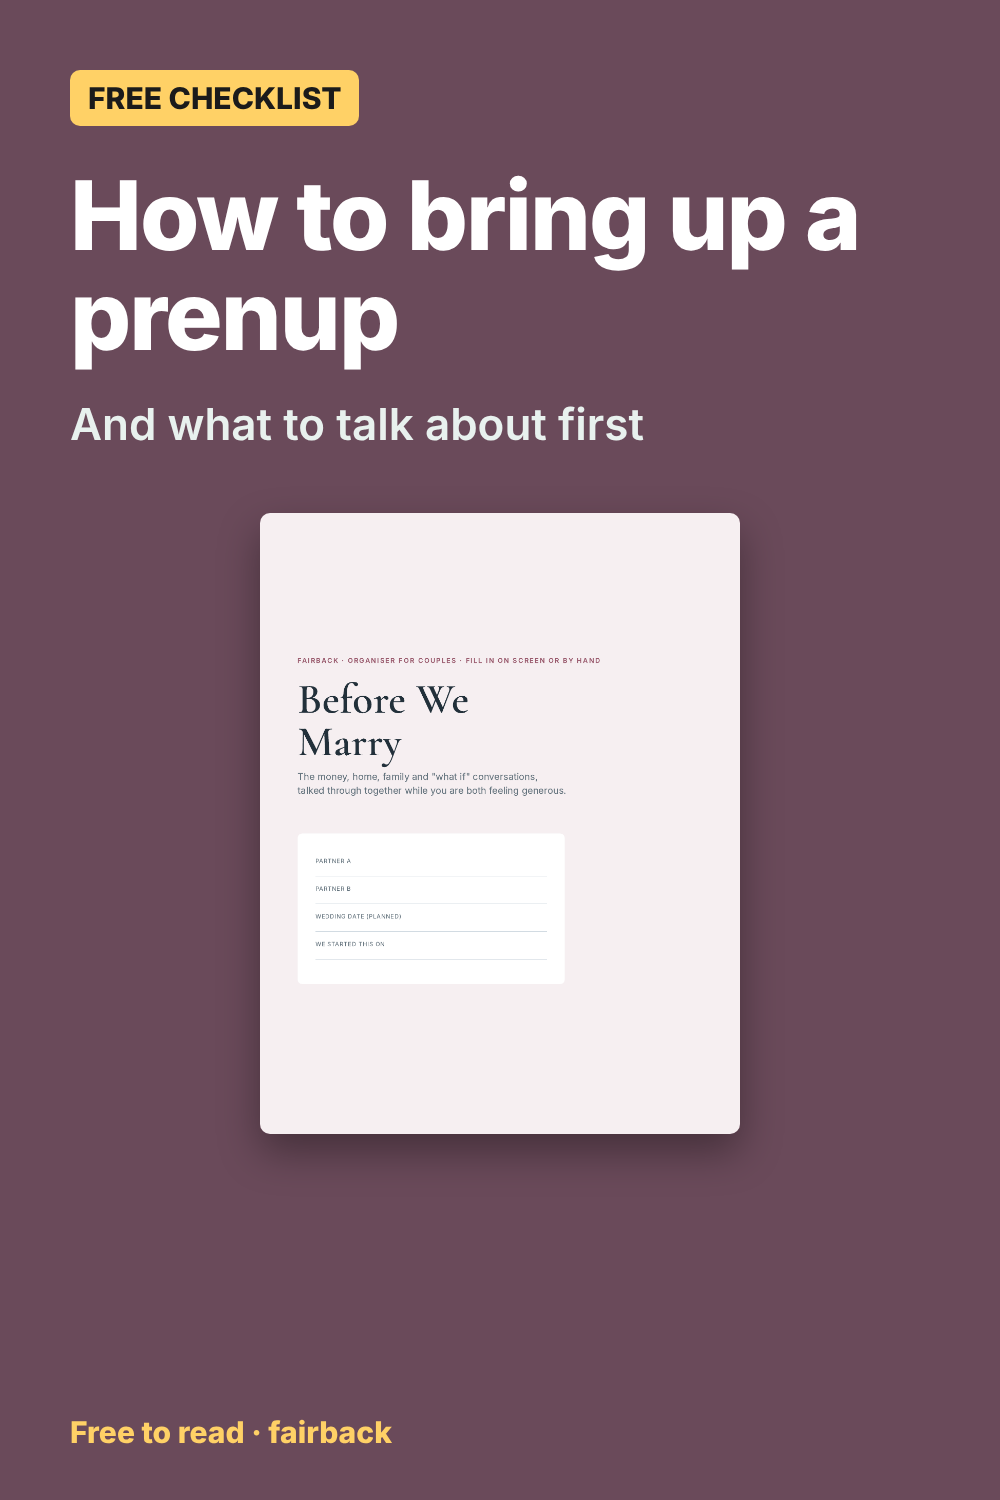 FREE CHECKLIST
How to bring up a
prenup
And what to talk about first
FAIRBACK · ORGANISER FOR COUPLES · FILL IN ON SCREEN OR BY HAND
Before We
Marry
The money, home, family and "what if" conversations,
talked through together while you are both feeling generous.
PARTNER A
PARTNER B
WEDDING DATE (PLANNED)
WE STARTED THIS ON
Free to read · fairback